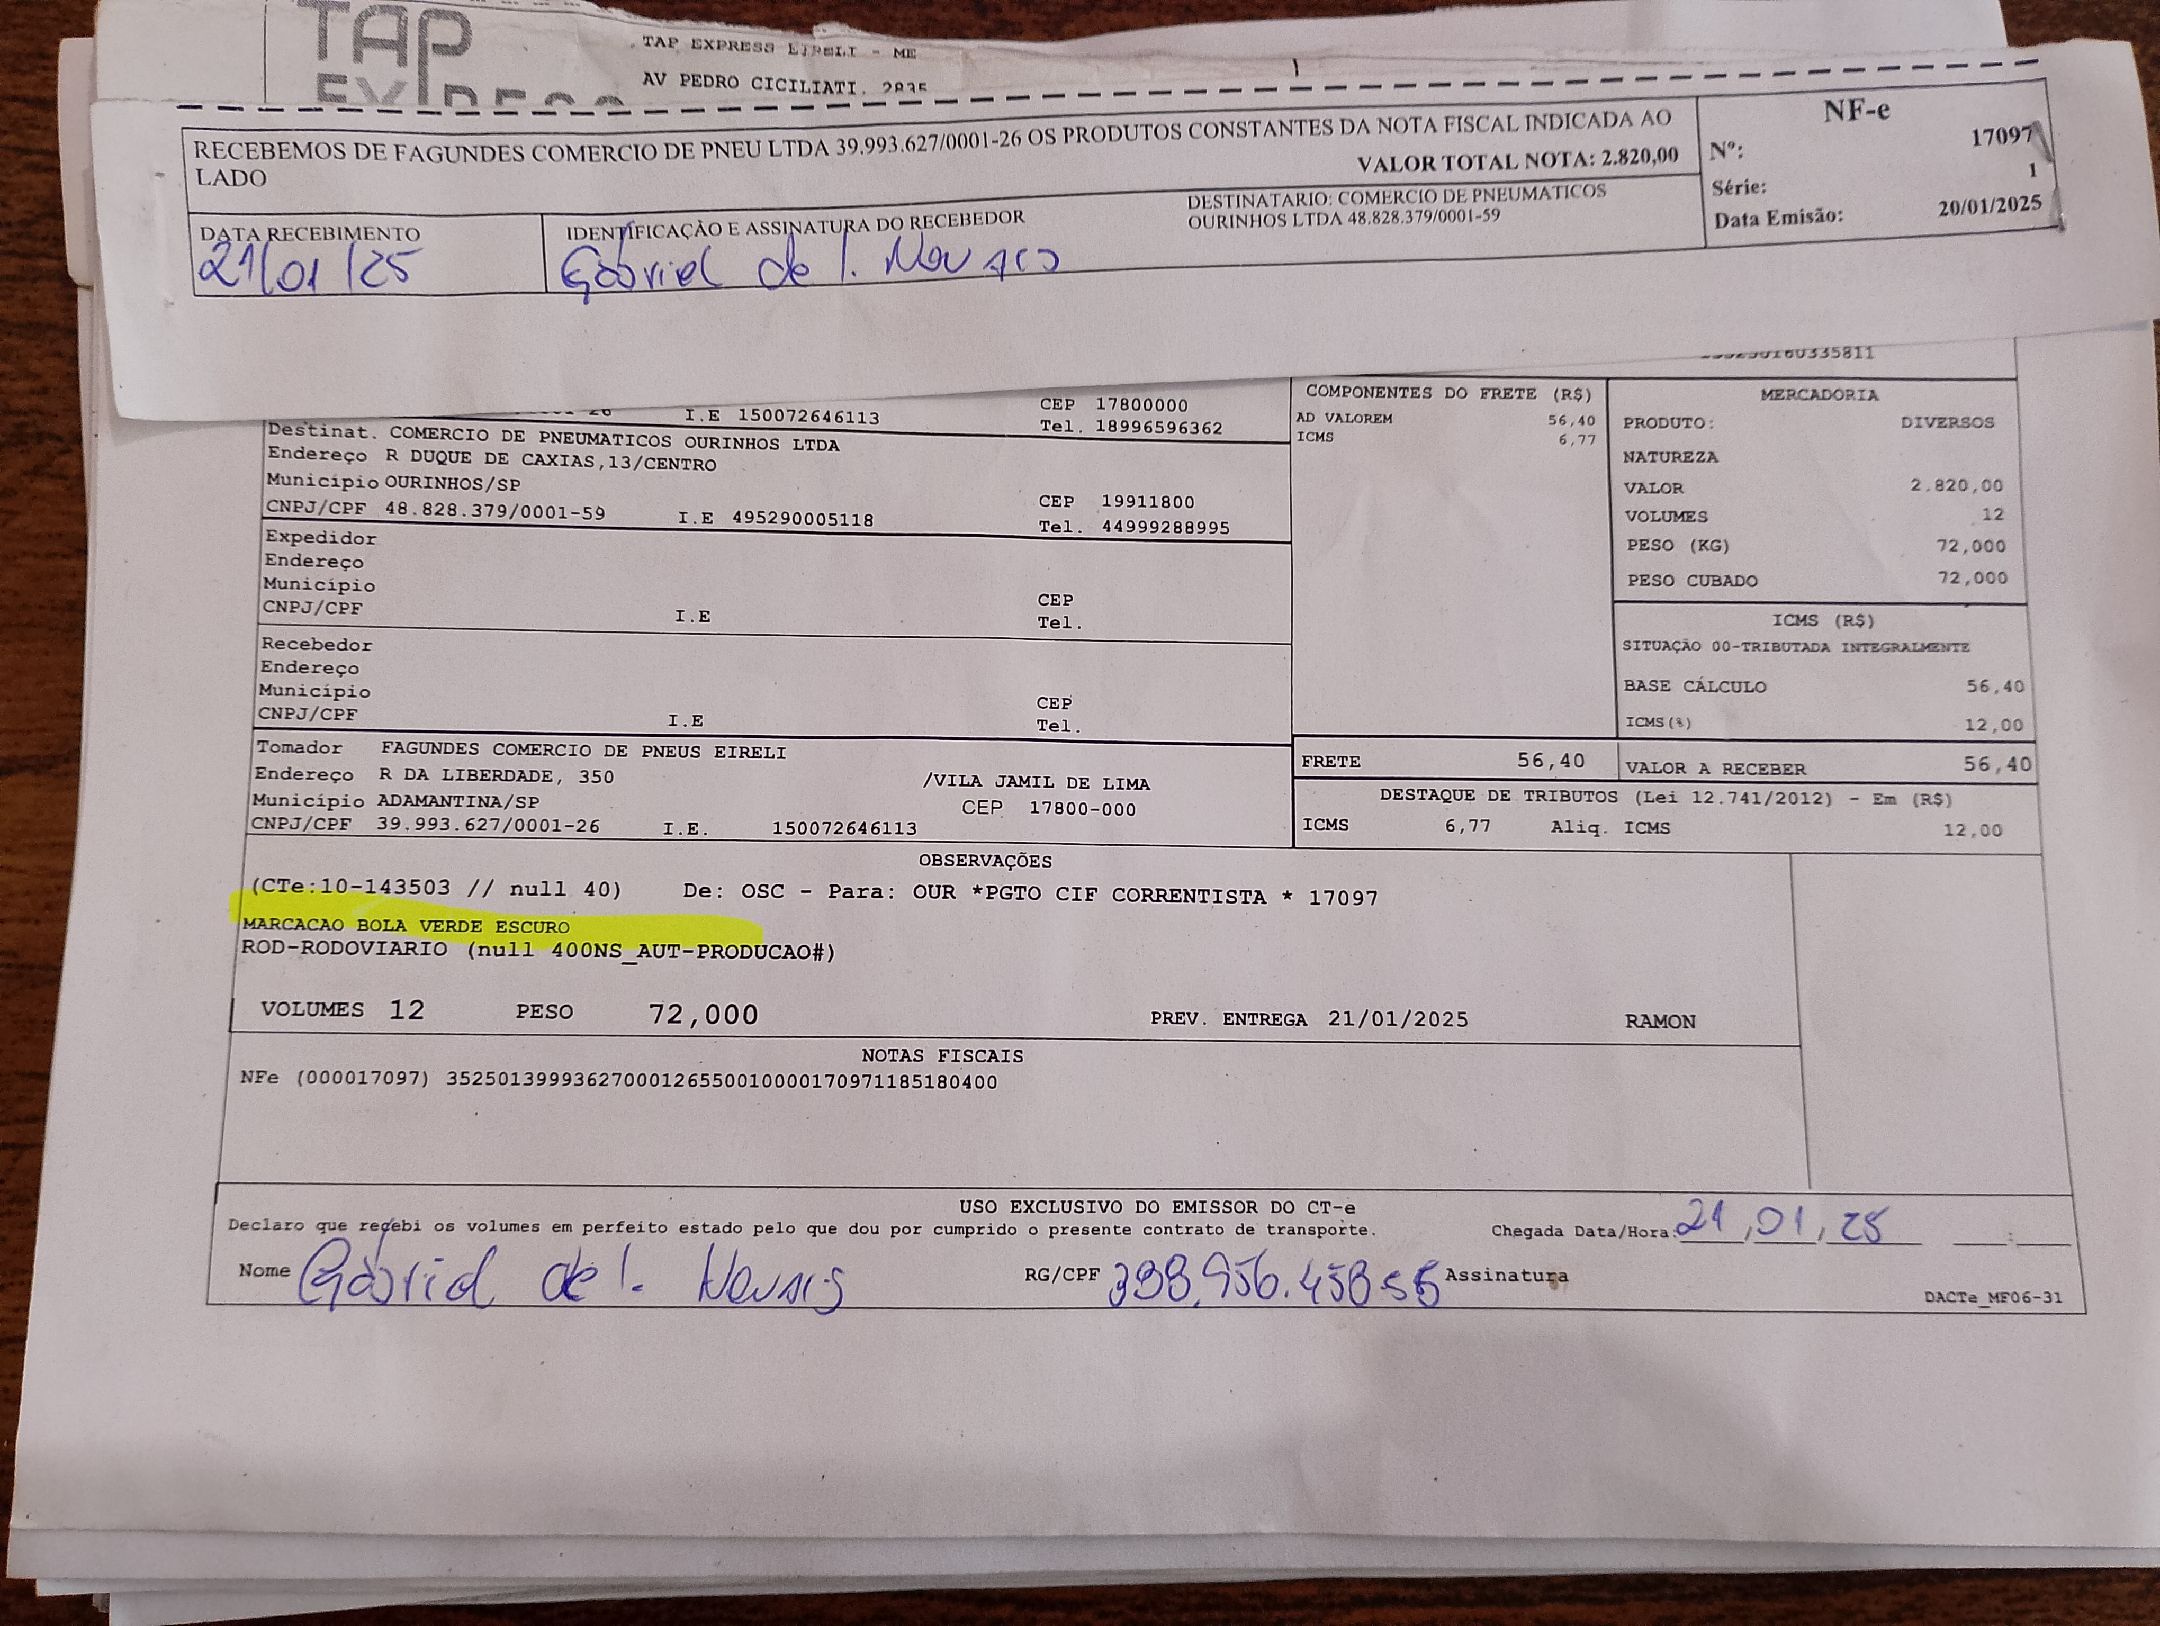 TAP
TAP EXPRESS EIRELI - ME
AV PEDRO CICILIATI, 2835
RECEBEMOS DE FAGUNDES COMERCIO DE PNEU LTDA 39.993.627/0001-26 OS PRODUTOS CONSTANTES DA NOTA FISCAL INDICADA AO
LADO
VALOR TOTAL NOTA: 2.820,00
NF-e
Nº: 17097
Série: 1
Data Emisão: 20/01/2025
DATA RECEBIMENTO
21/01/25
IDENTIFICAÇÃO E ASSINATURA DO RECEBEDOR
Gabriel de
DESTINATARIO: COMERCIO DE PNEUMATICOS
OURINHOS LTDA 48.828.379/0001-59
I.E 150072646113
CEP 17800000
Tel. 18996596362
Destinat. COMERCIO DE PNEUMATICOS OURINHOS LTDA
Endereço R DUQUE DE CAXIAS,13/CENTRO
Município OURINHOS/SP
CEP 19911800
CNPJ/CPF 48.828.379/0001-59 I.E 495290005118 Tel. 44999288995
Expedidor
Endereço
Município
CEP
CNPJ/CPF I.E Tel.
Recebedor
Endereço
Município
CEP
CNPJ/CPF I.E Tel.
Tomador FAGUNDES COMERCIO DE PNEUS EIRELI
Endereço R DA LIBERDADE, 350 /VILA JAMIL DE LIMA
Município ADAMANTINA/SP CEP 17800-000
CNPJ/CPF 39.993.627/0001-26 I.E. 150072646113
COMPONENTES DO FRETE (R$)
AD VALOREM 56,40
ICMS 6,77
MERCADORIA
PRODUTO: DIVERSOS
NATUREZA
VALOR 2.820,00
VOLUMES 12
PESO (KG) 72,000
PESO CUBADO 72,000
ICMS (R$)
SITUAÇÃO 00-TRIBUTADA INTEGRALMENTE
BASE CÁLCULO 56,40
ICMS(%) 12,00
FRETE 56,40
VALOR A RECEBER 56,40
DESTAQUE DE TRIBUTOS (Lei 12.741/2012) - Em (R$)
ICMS 6,77 Aliq. ICMS 12,00
OBSERVAÇÕES
(CTe:10-143503 // null 40) De: OSC - Para: OUR *PGTO CIF CORRENTISTA * 17097
MARCACAO BOLA VERDE ESCURO
ROD-RODOVIARIO (null 400NS_AUT-PRODUCAO#)
VOLUMES 12 PESO 72,000 PREV. ENTREGA 21/01/2025 RAMON
NOTAS FISCAIS
NFe (000017097) 35250139993627000126550010000170971185180400
USO EXCLUSIVO DO EMISSOR DO CT-e
Declaro que recebi os volumes em perfeito estado pelo que dou por cumprido o presente contrato de transporte.
Chegada Data/Hora: 21,01,25
Nome Gabriel de
RG/CPF Assinatura
DACTe_MF06-31